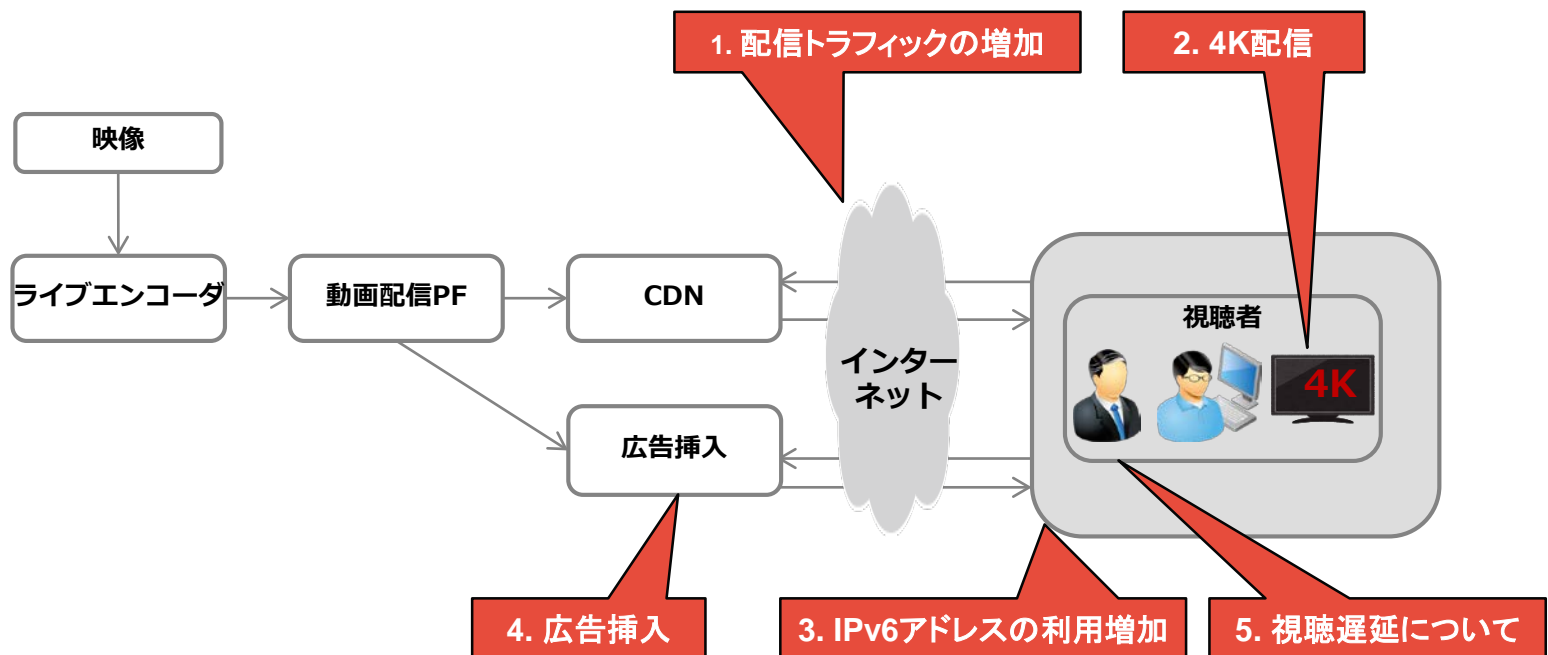 1. 配信トラフィックの増加
2. 4K配信
映像
ライブエンコーダ
動画配信PF
CDN
インター
ネット
視聴者
4K
広告挿入
4. 広告挿入
3. IPv6アドレスの利用増加
5. 視聴遅延について